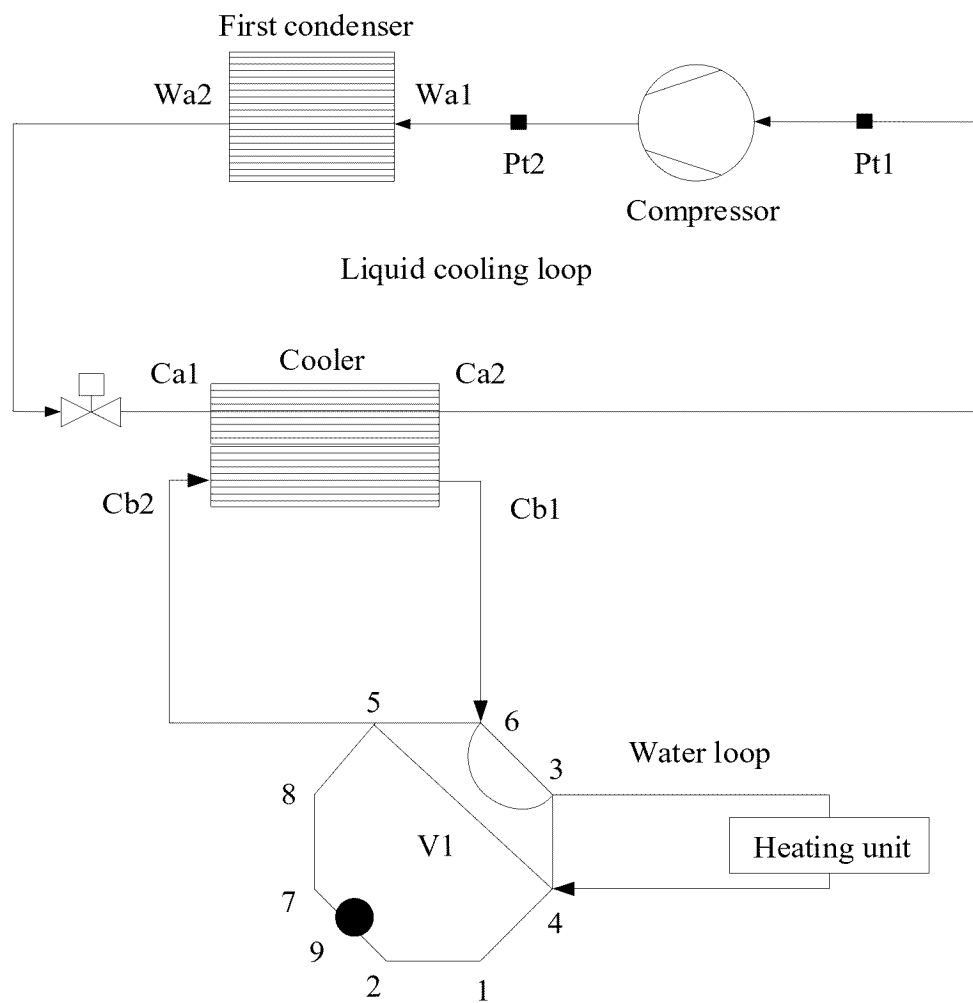 First condenser
Wa2
Wa1
Pt2
Pt1
Compressor
Liquid cooling loop
Cooler
Ca1
Ca2
Cb2
Cb1
5
6
Water loop
3
8
V1
Heating unit
7
4
9
2
1